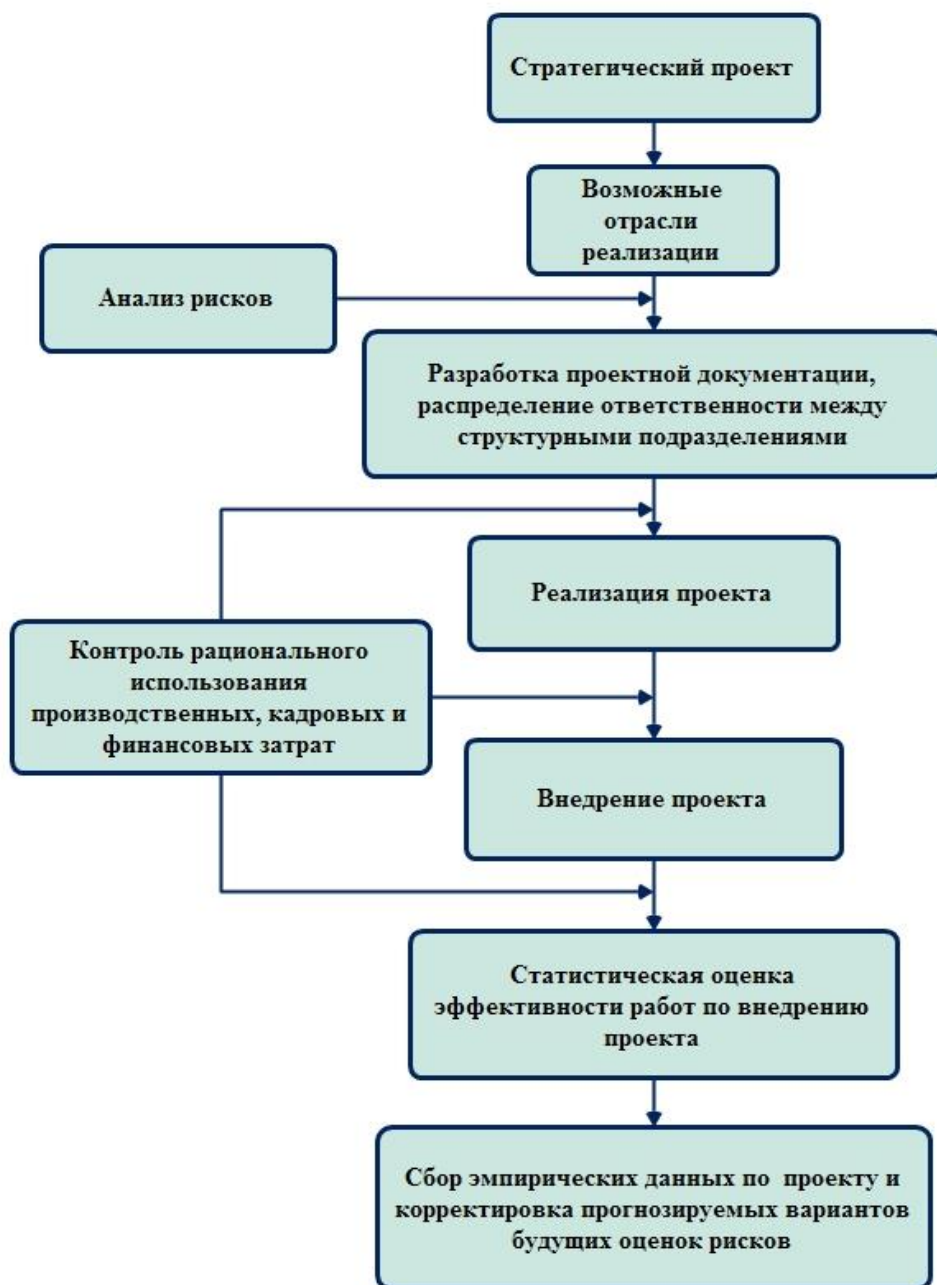 Стратегический проект
Возможные
отрасли
реализации
Анализ рисков
Разработка проектной документации,
распределение ответственности между
структурными подразделениями
Реализация проекта
Контроль рационального
использования
производственных, кадровых и
финансовых затрат
Внедрение проекта
Статистическая оценка
эффективности работ по внедрению
проекта
Сбор эмпирических данных по проекту и
корректировка прогнозируемых вариантов
будущих оценок рисков